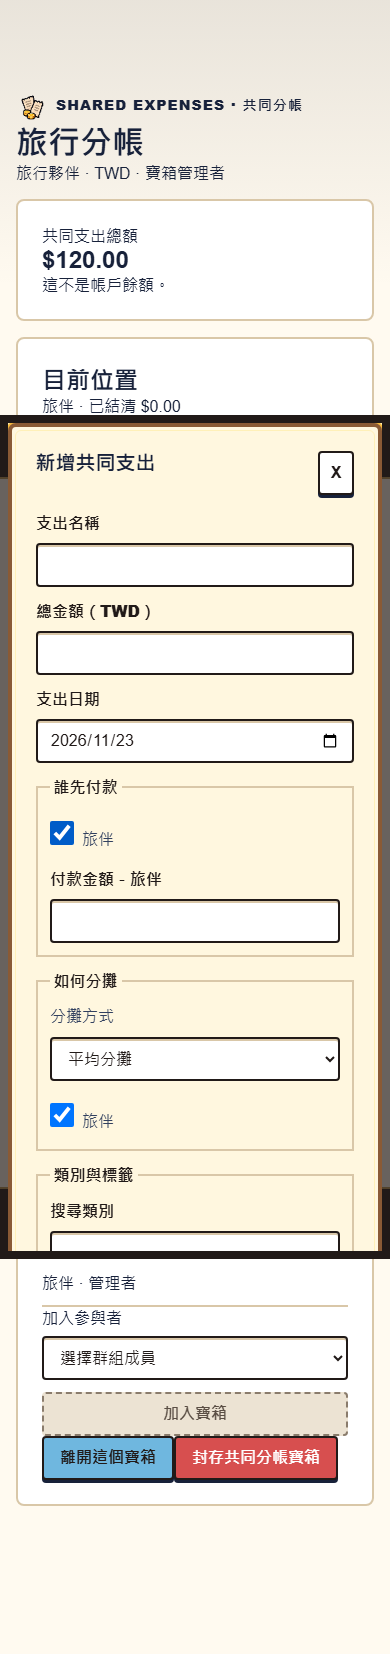 SHARED EXPENSES · 共同分帳
旅行分帳
旅行夥伴 · TWD · 寶箱管理者
共同支出總額
$120.00
這不是帳戶餘額。
目前位置
旅伴 · 已結清 $0.00
新增共同支出
X
支出名稱
總金額（TWD）
支出日期
2026/11/23
誰先付款
旅伴
付款金額 - 旅伴
如何分攤
分攤方式
平均分攤
旅伴
類別與標籤
搜尋類別
旅伴 · 管理者
加入參與者
選擇群組成員
加入寶箱
離開這個寶箱
封存共同分帳寶箱